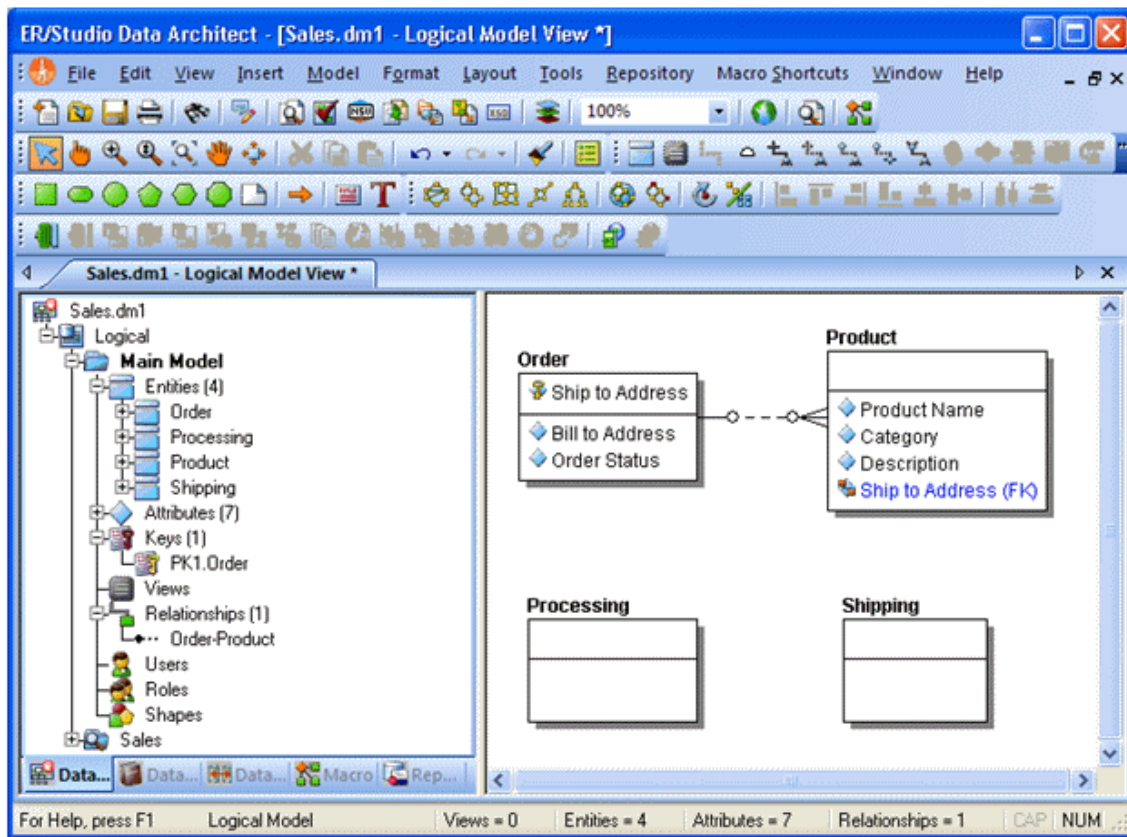 ER/Studio Data Architect - [Sales.dm1 - Logical Model View *]
File Edit View Insert Model Format Layout Tools Repository Macro Shortcuts Window Help
100%
Sales.dm1 - Logical Model View *
Sales.dm1
Logical
Main Model
Entities (4)
Order
Processing
Product
Shipping
Attributes (7)
Keys (1)
PK1.Order
Views
Relationships (1)
Order-Product
Users
Roles
Shapes
Sales
Data... Data... Data... Macro Rep...
Order
Ship to Address
Bill to Address
Order Status
Product
Product Name
Category
Description
Ship to Address (FK)
Processing
Shipping
For Help, press F1 Logical Model Views = 0 Entities = 4 Attributes = 7 Relationships = 1 CAP NUM